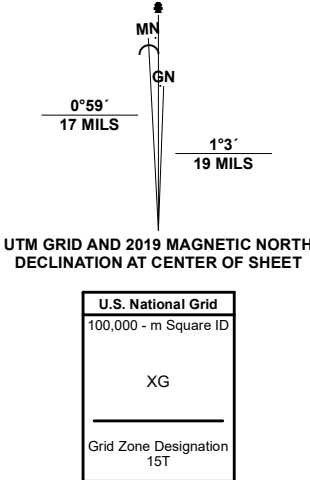 MN
GN
0°59´
17 MILS
1°3´
19 MILS
UTM GRID AND 2019 MAGNETIC NORTH
DECLINATION AT CENTER OF SHEET
U.S. National Grid
100,000 - m Square ID
XG
Grid Zone Designation
15T